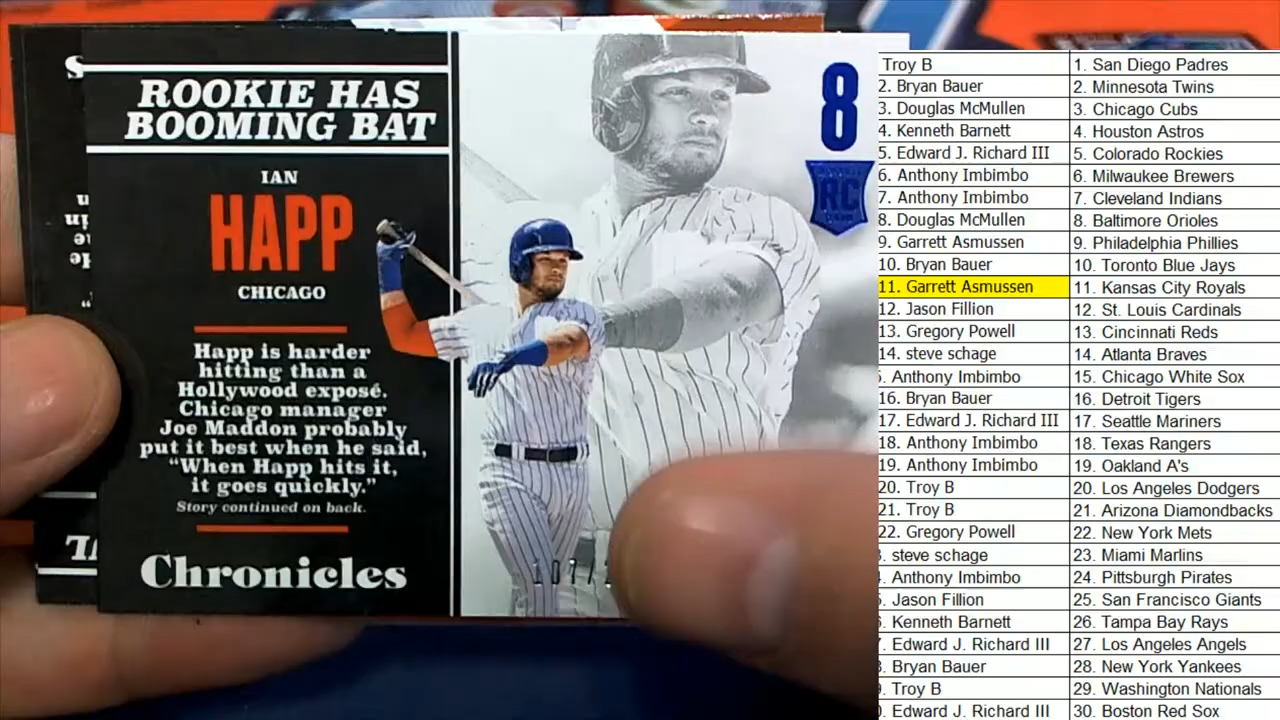 ROOKIE HAS
BOOMING BAT
IAN
HAPP
CHICAGO
Happ is harder
hitting than a
Hollywood exposé.
Chicago manager
Joe Maddon probably
put it best when he said,
“When Happ hits it,
it goes quickly.”
Story continued on back.
Chronicles
8
RC
Troy B 1. San Diego Padres
2. Bryan Bauer 2. Minnesota Twins
3. Douglas McMullen 3. Chicago Cubs
4. Kenneth Barnett 4. Houston Astros
5. Edward J. Richard III 5. Colorado Rockies
6. Anthony Imbimbo 6. Milwaukee Brewers
7. Anthony Imbimbo 7. Cleveland Indians
8. Douglas McMullen 8. Baltimore Orioles
9. Garrett Asmussen 9. Philadelphia Phillies
10. Bryan Bauer 10. Toronto Blue Jays
11. Garrett Asmussen 11. Kansas City Royals
12. Jason Fillion 12. St. Louis Cardinals
13. Gregory Powell 13. Cincinnati Reds
14. steve schage 14. Atlanta Braves
. Anthony Imbimbo 15. Chicago White Sox
16. Bryan Bauer 16. Detroit Tigers
17. Edward J. Richard III 17. Seattle Mariners
18. Anthony Imbimbo 18. Texas Rangers
19. Anthony Imbimbo 19. Oakland A's
20. Troy B 20. Los Angeles Dodgers
21. Troy B 21. Arizona Diamondbacks
22. Gregory Powell 22. New York Mets
. steve schage 23. Miami Marlins
. Anthony Imbimbo 24. Pittsburgh Pirates
. Jason Fillion 25. San Francisco Giants
. Kenneth Barnett 26. Tampa Bay Rays
. Edward J. Richard III 27. Los Angeles Angels
. Bryan Bauer 28. New York Yankees
. Troy B 29. Washington Nationals
. Edward J. Richard III 30. Boston Red Sox